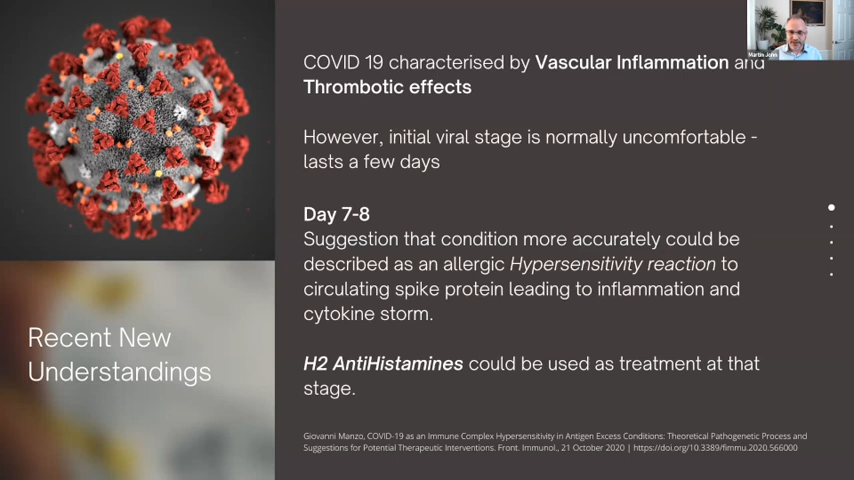 COVID 19 characterised by Vascular Inflammation and
Thrombotic effects
However, initial viral stage is normally uncomfortable -
lasts a few days
Day 7-8
Suggestion that condition more accurately could be
described as an allergic Hypersensitivity reaction to
circulating spike protein leading to inflammation and
cytokine storm.
H2 AntiHistamines could be used as treatment at that
stage.
Giovanni Manzo, COVID-19 as an Immune Complex Hypersensitivity in Antigen Excess Conditions: Theoretical Pathogenetic Process and
Suggestions for Potential Therapeutic Interventions. Front. Immunol., 21 October 2020 | https://doi.org/10.3389/fimmu.2020.566000
Recent New
Understandings
Martin John